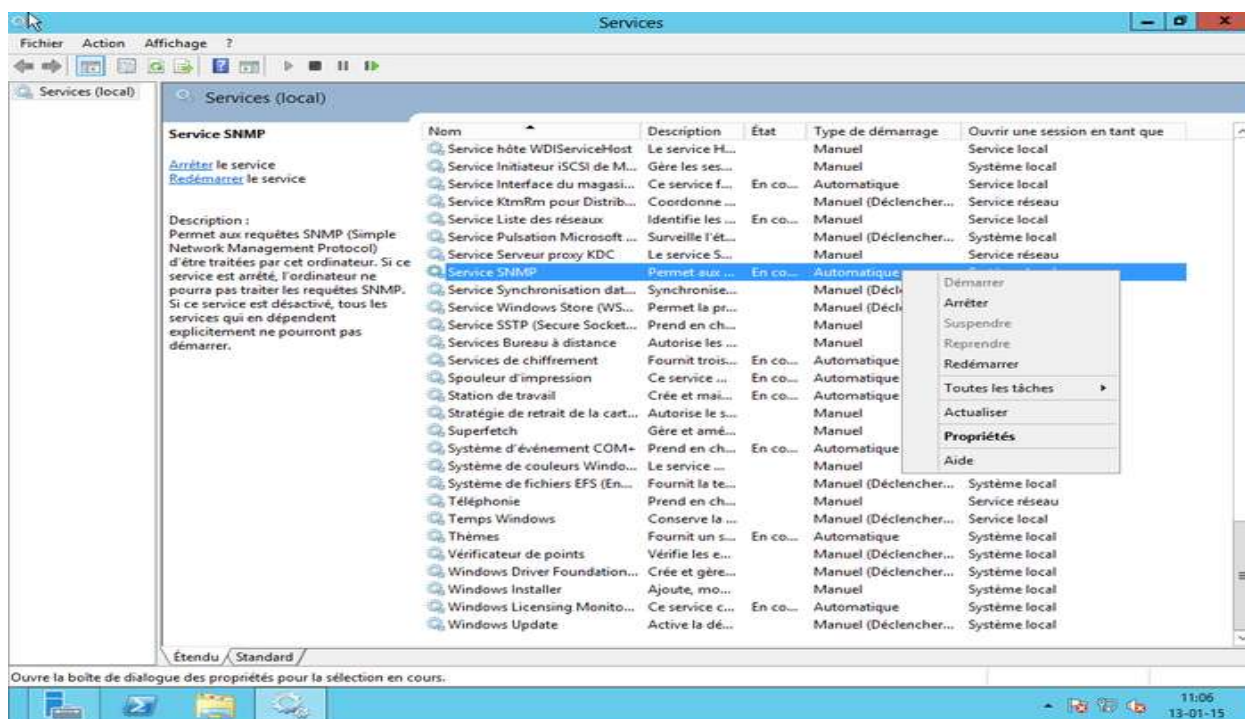 Services
Fichier Action Affichage ?
Services (local)
Services (local)
Service SNMP
Arrêter le service
Redémarrer le service
Description :
Permet aux requêtes SNMP (Simple
Network Management Protocol)
d'être traitées par cet ordinateur. Si ce
service est arrêté, l'ordinateur ne
pourra pas traiter les requêtes SNMP.
Si ce service est désactivé, tous les
services qui en dépendent
explicitement ne pourront pas
démarrer.
Nom Description État Type de démarrage Ouvrir une session en tant que
Service hôte WDIServiceHost Le service H... Manuel Service local
Service Initiateur iSCSI de M... Gère les ses... Manuel Système local
Service Interface du magasi... Ce service f... En co... Automatique Service local
Service KtmRm pour Distrib... Coordonne ... Manuel (Déclencher... Service réseau
Service Liste des réseaux Identifie les ... En co... Manuel Service local
Service Pulsation Microsoft ... Surveille l'ét... Manuel (Déclencher... Système local
Service Serveur proxy KDC Le service S... Manuel Service réseau
Service SNMP Permet aux ... En co... Automatique
Service Synchronisation dat... Synchronise... Manuel (Décl
Service Windows Store (WS... Permet la pr... Manuel (Décl
Service SSTP (Secure Socket... Prend en ch... Manuel
Services Bureau à distance Autorise les ... Manuel
Services de chiffrement Fournit trois... En co... Automatique
Spouleur d'impression Ce service ... En co... Automatique
Station de travail Crée et mai... En co... Automatique
Stratégie de retrait de la cart... Autorise le s... Manuel
Superfetch Gère et amé... Manuel
Système d'événement COM+ Prend en ch... En co... Automatique
Système de couleurs Windo... Le service ... Manuel
Système de fichiers EFS (En... Fournit la te... Manuel (Déclencher... Système local
Téléphonie Prend en ch... Manuel Service réseau
Temps Windows Conserve la ... Manuel (Déclencher... Service local
Thèmes Fournit un s... En co... Automatique Système local
Vérificateur de points Vérifie les e... Manuel (Déclencher... Système local
Windows Driver Foundation... Crée et gère... Manuel (Déclencher... Système local
Windows Installer Ajoute, mo... Manuel Système local
Windows Licensing Monito... Ce service c... En co... Automatique Système local
Windows Update Active la dé... Manuel (Déclencher... Système local
Démarrer
Arrêter
Suspendre
Reprendre
Redémarrer
Toutes les tâches
Actualiser
Propriétés
Aide
Étendu Standard
Ouvre la boîte de dialogue des propriétés pour la sélection en cours.
11:06
13-01-15